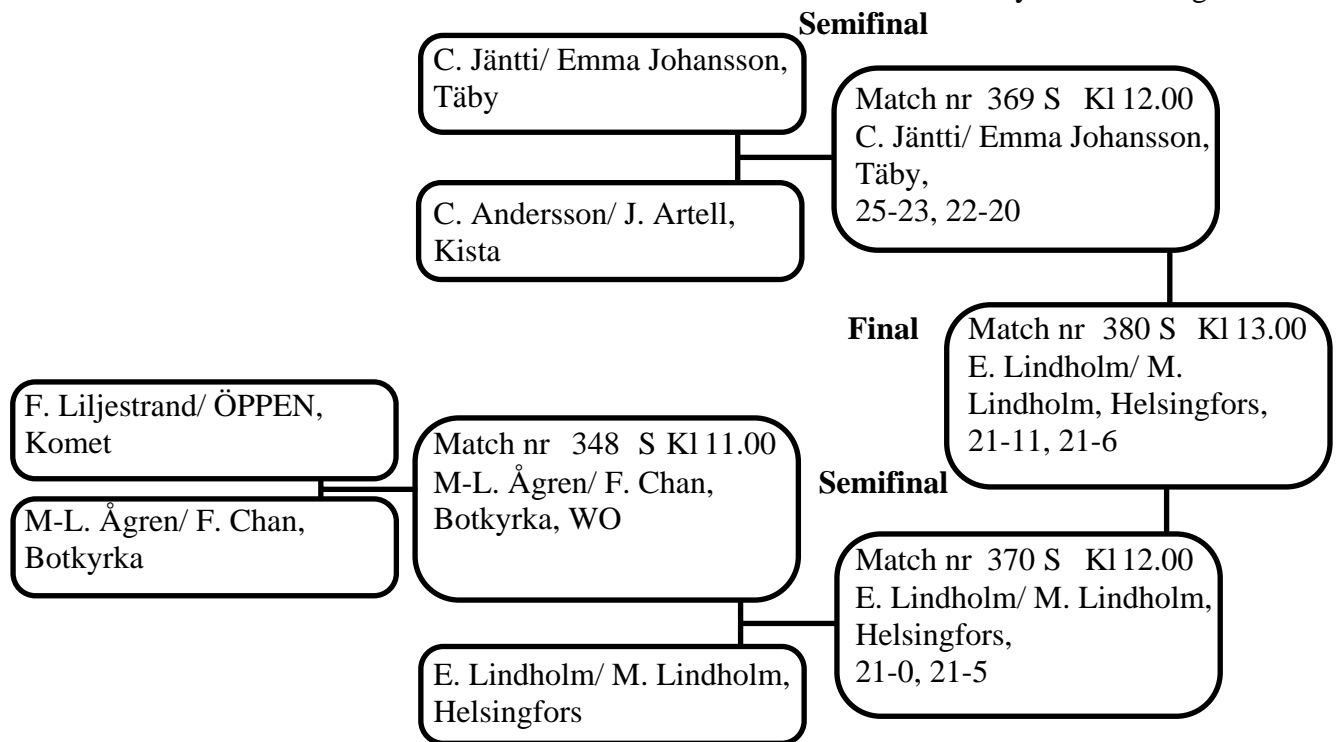 Semifinal
C. Jäntti/ Emma Johansson,
Täby
Match nr 369 S Kl 12.00
C. Jäntti/ Emma Johansson,
Täby,
25-23, 22-20
C. Andersson/ J. Artell,
Kista
Final
Match nr 380 S Kl 13.00
E. Lindholm/ M.
Lindholm, Helsingfors,
21-11, 21-6
F. Liljestrand/ ÖPPEN,
Komet
Match nr 348 S Kl 11.00
M-L. Ågren/ F. Chan,
Botkyrka, WO
M-L. Ågren/ F. Chan,
Botkyrka
Semifinal
Match nr 370 S Kl 12.00
E. Lindholm/ M. Lindholm,
Helsingfors,
21-0, 21-5
E. Lindholm/ M. Lindholm,
Helsingfors